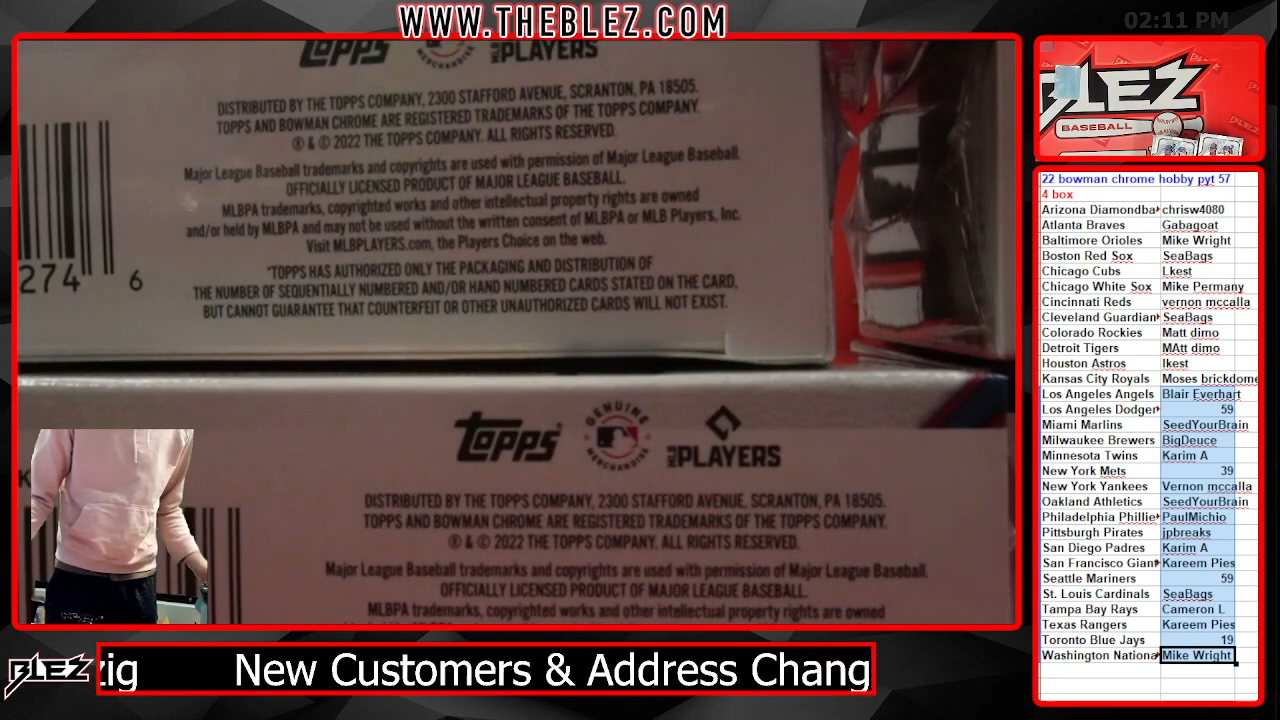 WWW.THEBLEZ.COM
02:11 PM
TOPPS
PLAYERS
DISTRIBUTED BY THE TOPPS COMPANY, 2300 STAFFORD AVENUE, SCRANTON, PA 18505.
TOPPS AND BOWMAN CHROME ARE REGISTERED TRADEMARKS OF THE TOPPS COMPANY.
® & © 2022 THE TOPPS COMPANY. ALL RIGHTS RESERVED.
Major League Baseball trademarks and copyrights are used with permission of Major League Baseball.
OFFICIALLY LICENSED PRODUCT OF MAJOR LEAGUE BASEBALL.
MLBPA trademarks, copyrighted works and other intellectual property rights are owned
and/or held by MLBPA and may not be used without the written consent of MLBPA or MLB Players, Inc.
Visit MLBPLAYERS.com, the Players Choice on the web.
*TOPPS HAS AUTHORIZED ONLY THE PACKAGING AND DISTRIBUTION OF
THE NUMBER OF SEQUENTIALLY NUMBERED AND/OR HAND NUMBERED CARDS STATED ON THE CARD,
BUT CANNOT GUARANTEE THAT COUNTERFEIT OR OTHER UNAUTHORIZED CARDS WILL NOT EXIST.
274 6
topps
GENUINE
MERCHANDISE
MLB PLAYERS
DISTRIBUTED BY THE TOPPS COMPANY, 2300 STAFFORD AVENUE, SCRANTON, PA 18505.
TOPPS AND BOWMAN CHROME ARE REGISTERED TRADEMARKS OF THE TOPPS COMPANY.
® & © 2022 THE TOPPS COMPANY. ALL RIGHTS RESERVED.
Major League Baseball trademarks and copyrights are used with permission of Major League Baseball.
OFFICIALLY LICENSED PRODUCT OF MAJOR LEAGUE BASEBALL.
MLBPA trademarks, copyrighted works and other intellectual property rights are owned
BLEZ
BASEBALL
22 bowman chrome hobby pyt 57
4 box
Arizona Diamondba chrisw4080
Atlanta Braves Gabagoat
Baltimore Orioles Mike Wright
Boston Red Sox SeaBags
Chicago Cubs Lkest
Chicago White Sox Mike Permany
Cincinnati Reds vernon mccalla
Cleveland Guardian SeaBags
Colorado Rockies Matt dimo
Detroit Tigers MAtt dimo
Houston Astros lkest
Kansas City Royals Moses brickdome
Los Angeles Angels Blair Everhart
Los Angeles Dodger 59
Miami Marlins SeedYourBrain
Milwaukee Brewers BigDeuce
Minnesota Twins Karim A
New York Mets 39
New York Yankees Vernon mccalla
Oakland Athletics SeedYourBrain
Philadelphia Phillie PaulMichio
Pittsburgh Pirates jpbreaks
San Diego Padres Karim A
San Francisco Gian Kareem Pies
Seattle Mariners 59
St. Louis Cardinals SeaBags
Tampa Bay Rays Cameron L
Texas Rangers Kareem Pies
Toronto Blue Jays 19
Washington Nationa Mike Wright
BLEZ
zig New Customers & Address Chang